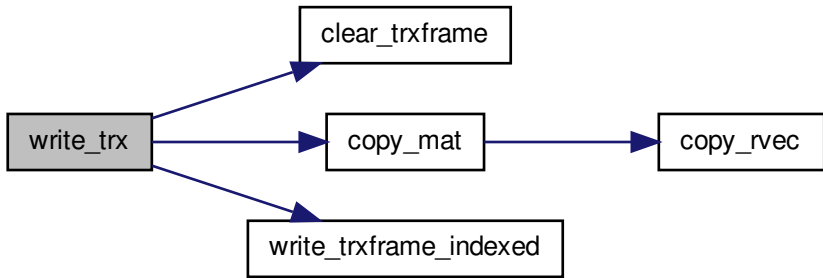 clear_trxframe
write_trx
copy_mat
copy_rvec
write_trxframe_indexed